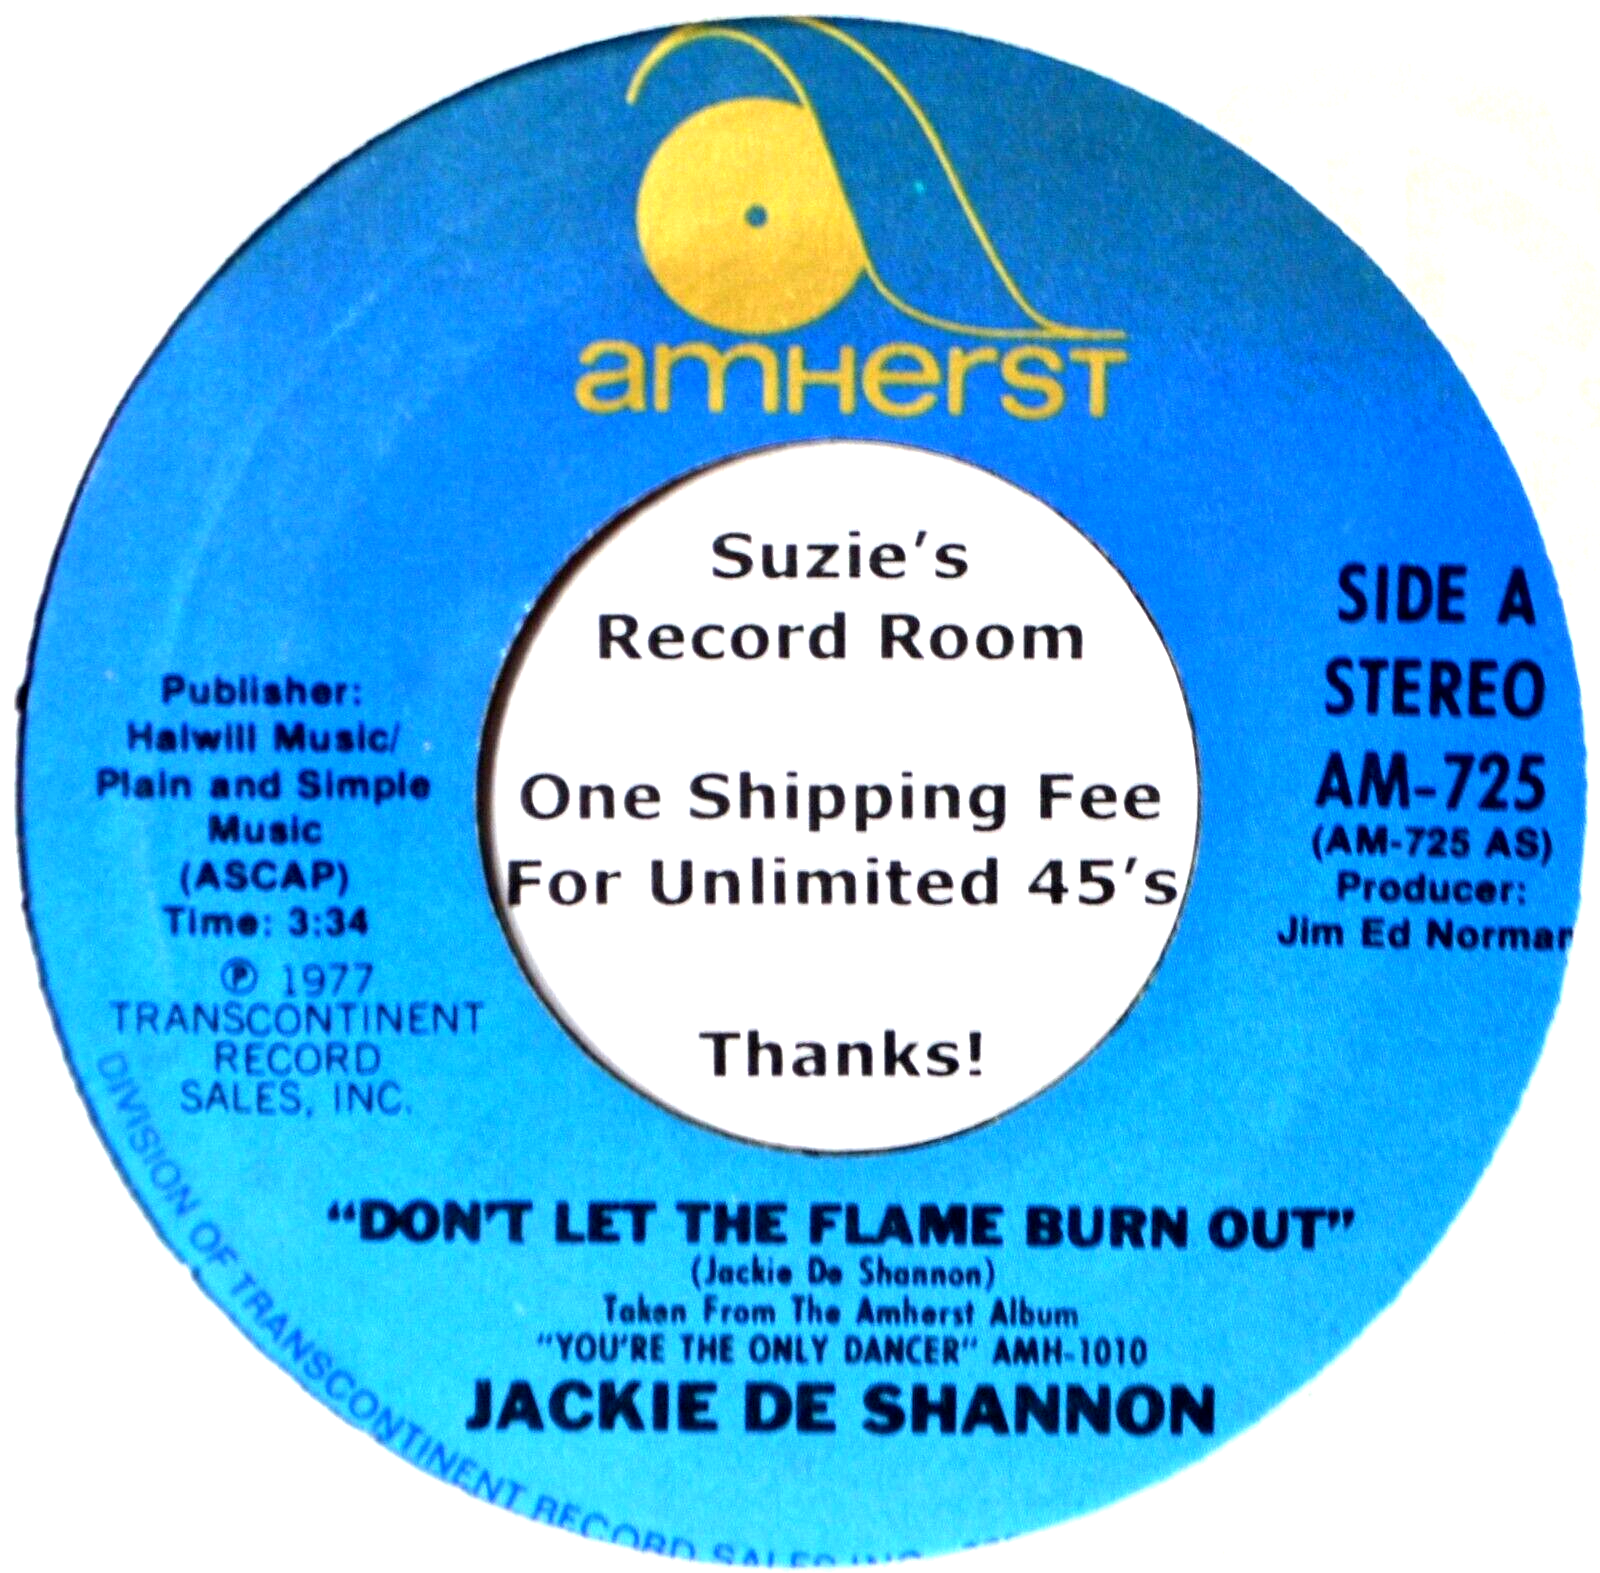 amHersT
Suzie's
Record Room
One Shipping Fee
For Unlimited 45's
Thanks!
Publisher:
Halwill Music/
Plain and Simple
Music
(ASCAP)
Time: 3:34
℗ 1977
TRANSCONTINENT
RECORD
SALES, INC.
SIDE A
STEREO
AM-725
(AM-725 AS)
Producer:
Jim Ed Norman
"DON'T LET THE FLAME BURN OUT"
(Jackie De Shannon)
Taken From The Amherst Album
"YOU'RE THE ONLY DANCER" AMH-1010
JACKIE DE SHANNON
DIVISION OF TRANSCONTINENT RECORD SALES INC.